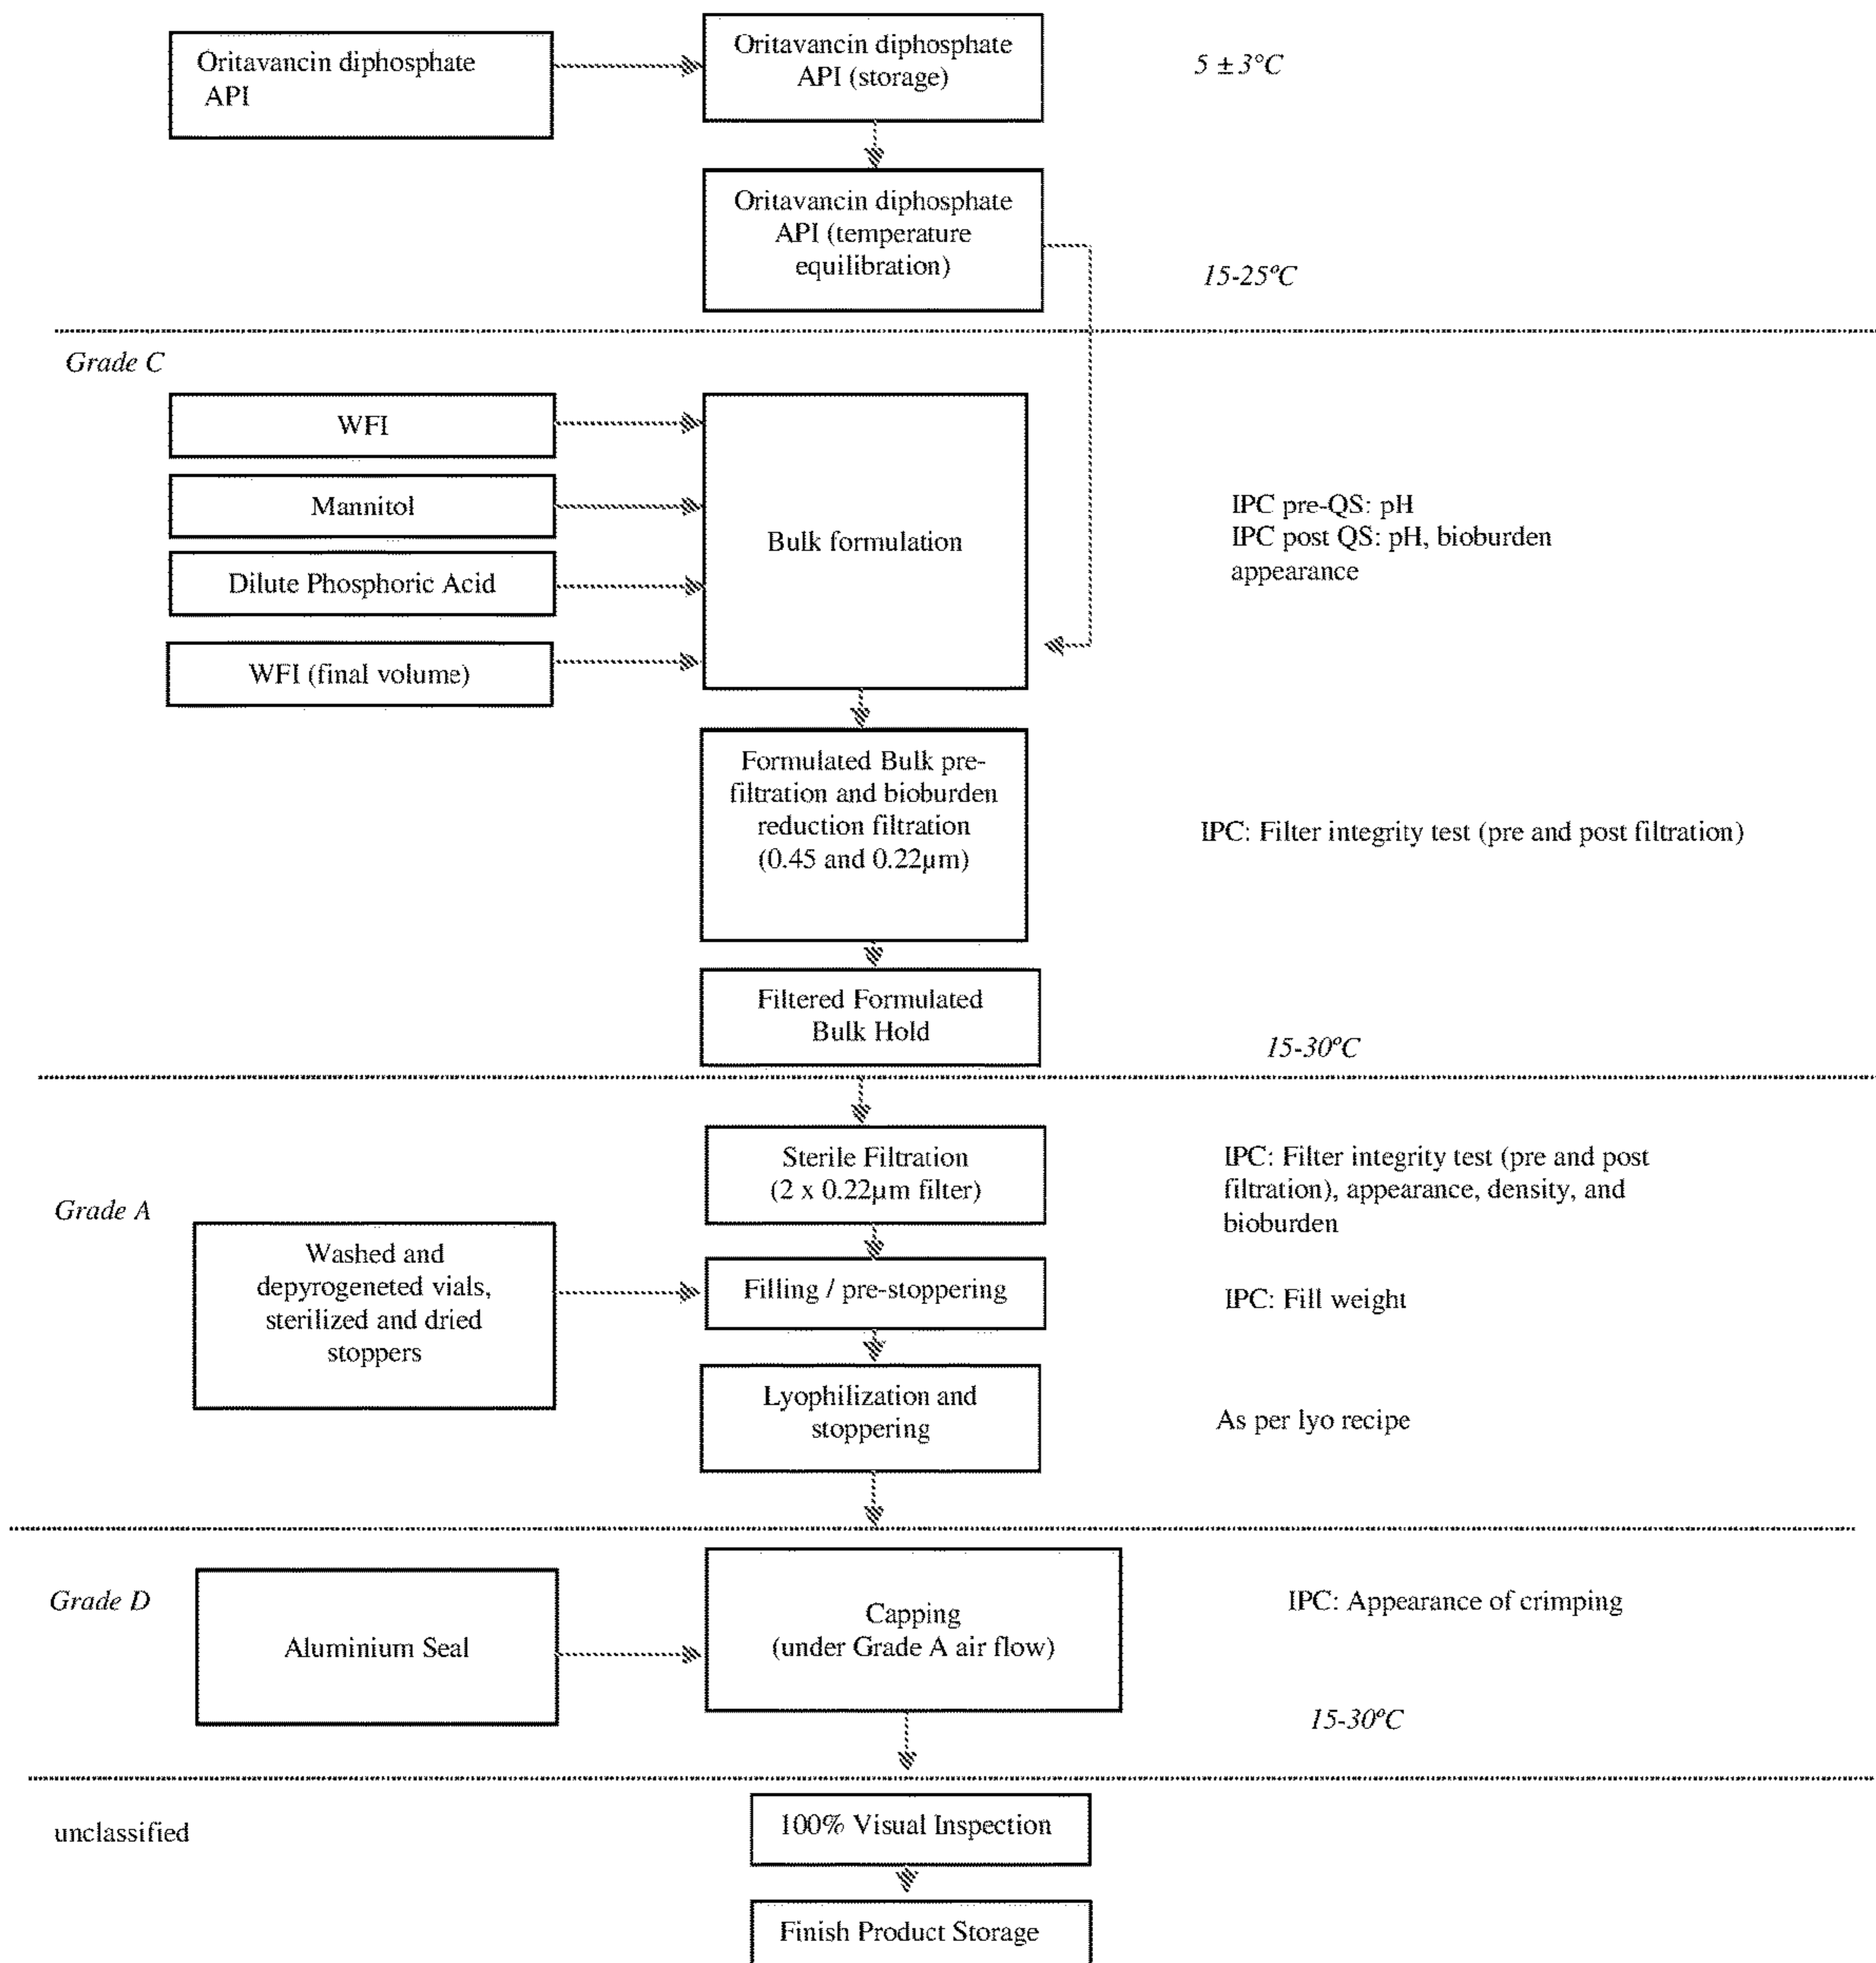 Oritavancin diphosphate
API
Oritavancin diphosphate
API (storage)
5 ± 3°C
Oritavancin diphosphate
API (temperature
equilibration)
15-25ºC
Grade C
WFI
Mannitol
Dilute Phosphoric Acid
WFI (final volume)
Bulk formulation
IPC pre-QS: pH
IPC post QS: pH, bioburden
appearance
Formulated Bulk pre-
filtration and bioburden
reduction filtration
(0.45 and 0.22µm)
IPC: Filter integrity test (pre and post filtration)
Filtered Formulated
Bulk Hold
15-30ºC
Grade A
Sterile Filtration
(2 x 0.22µm filter)
IPC: Filter integrity test (pre and post
filtration), appearance, density, and
bioburden
Washed and
depyrogeneted vials,
sterilized and dried
stoppers
Filling / pre-stoppering
IPC: Fill weight
Lyophilization and
stoppering
As per lyo recipe
Grade D
Aluminium Seal
Capping
(under Grade A air flow)
IPC: Appearance of crimping
15-30ºC
unclassified
100% Visual Inspection
Finish Product Storage